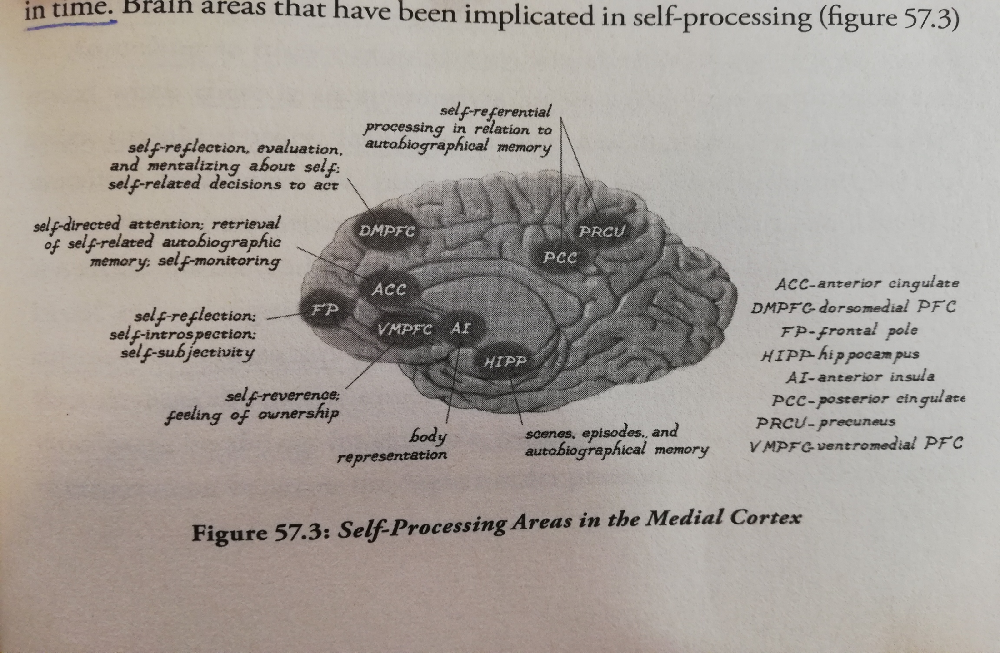 in time. Brain areas that have been implicated in self-processing (figure 57.3)
self-referential
processing in relation to
autobiographical memory
self-reflection, evaluation,
and mentalizing about self;
self-related decisions to act
self-directed attention; retrieval
of self-related autobiographic
memory; self-monitoring
self-reflection;
self-introspection;
self-subjectivity
self-reverence;
feeling of ownership
body
representation
scenes, episodes, and
autobiographical memory
DMPFC
PRCU
PCC
ACC
FP
VMPFC
AI
HIPP
ACC-anterior cingulate
DMPFC-dorsomedial PFC
FP-frontal pole
HIPP-hippocampus
AI-anterior insula
PCC-posterior cingulate
PRCU-precuneus
VMPFC-ventromedial PFC
Figure 57.3: Self-Processing Areas in the Medial Cortex